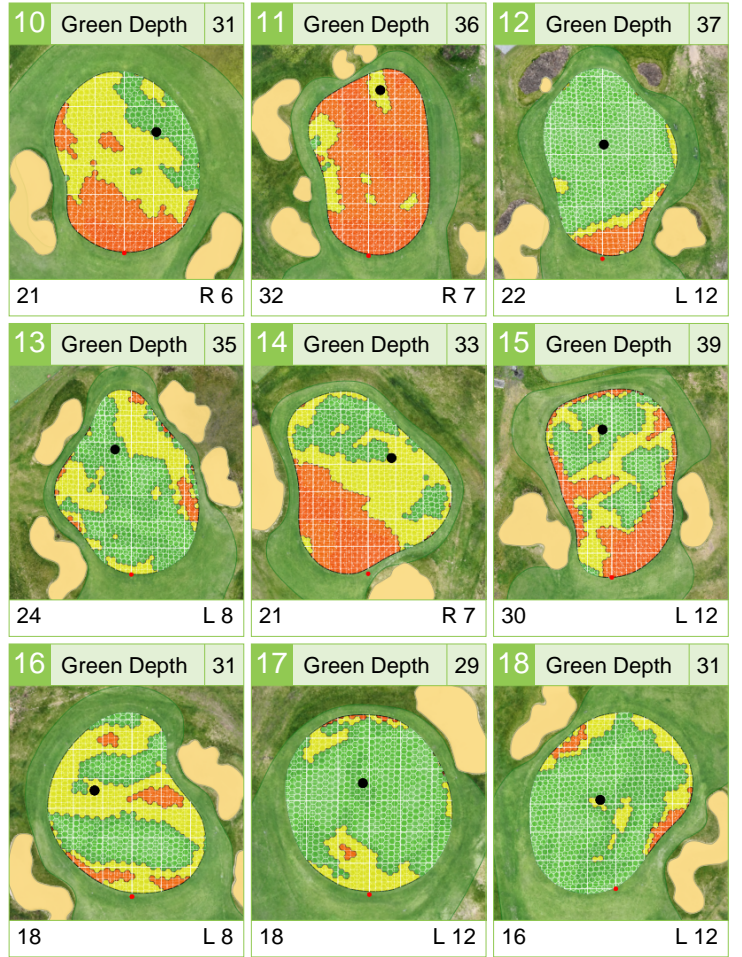 10 Green Depth 31
21 R 6
11 Green Depth 36
32 R 7
12 Green Depth 37
22 L 12
13 Green Depth 35
24 L 8
14 Green Depth 33
21 R 7
15 Green Depth 39
30 L 12
16 Green Depth 31
18 L 8
17 Green Depth 29
18 L 12
18 Green Depth 31
16 L 12